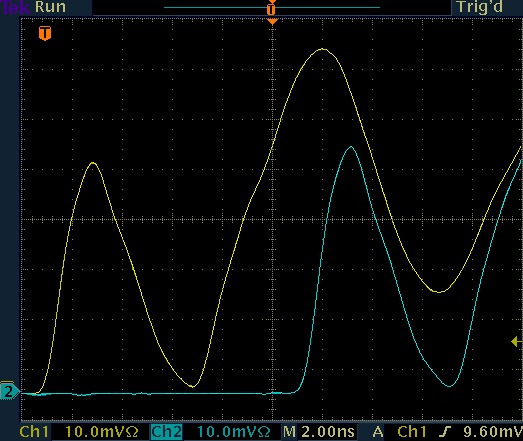 Tek Run Trig'd
T
T
2
Ch1 10.0mVΩ Ch2 10.0mVΩ M 2.00ns A Ch1 ƒ 9.60mV